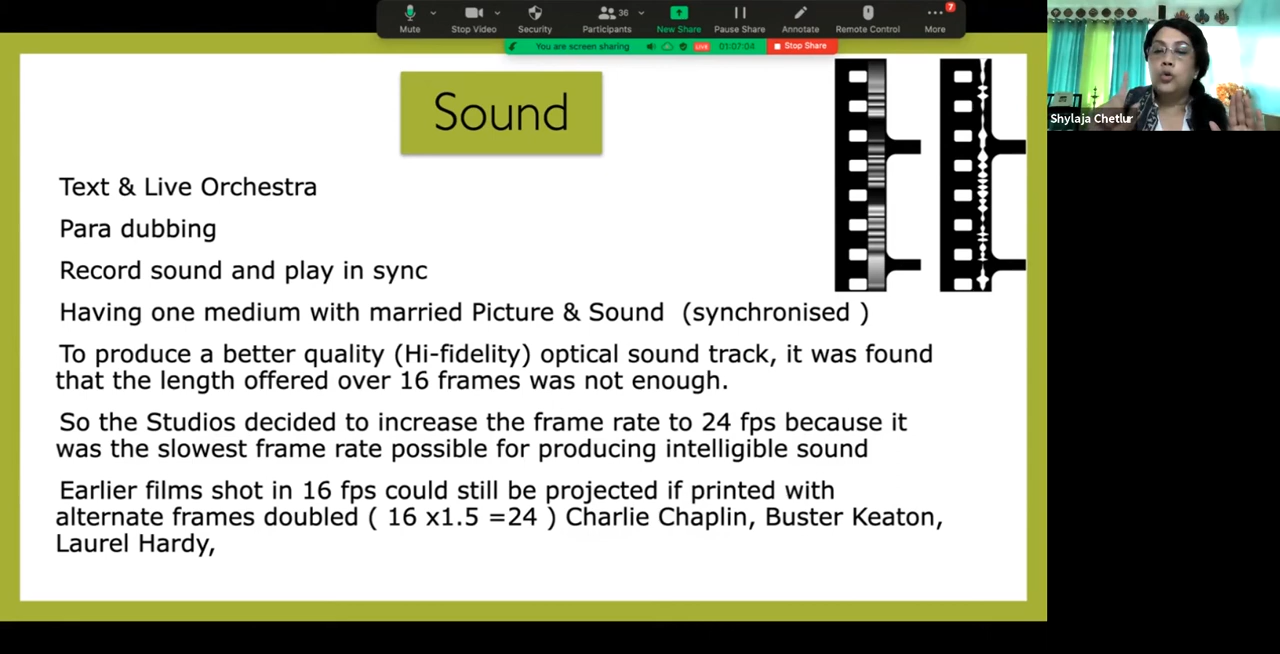 Mute
Stop Video
Security
36
Participants
New Share
Pause Share
Annotate
Remote Control
7
More
You are screen sharing
LIVE
01:07:04
Stop Share
Shylaja Chetlur
Sound
Text & Live Orchestra
Para dubbing
Record sound and play in sync
Having one medium with married Picture & Sound (synchronised )
To produce a better quality (Hi-fidelity) optical sound track, it was found
that the length offered over 16 frames was not enough.
So the Studios decided to increase the frame rate to 24 fps because it
was the slowest frame rate possible for producing intelligible sound
Earlier films shot in 16 fps could still be projected if printed with
alternate frames doubled ( 16 x1.5 =24 ) Charlie Chaplin, Buster Keaton,
Laurel Hardy,